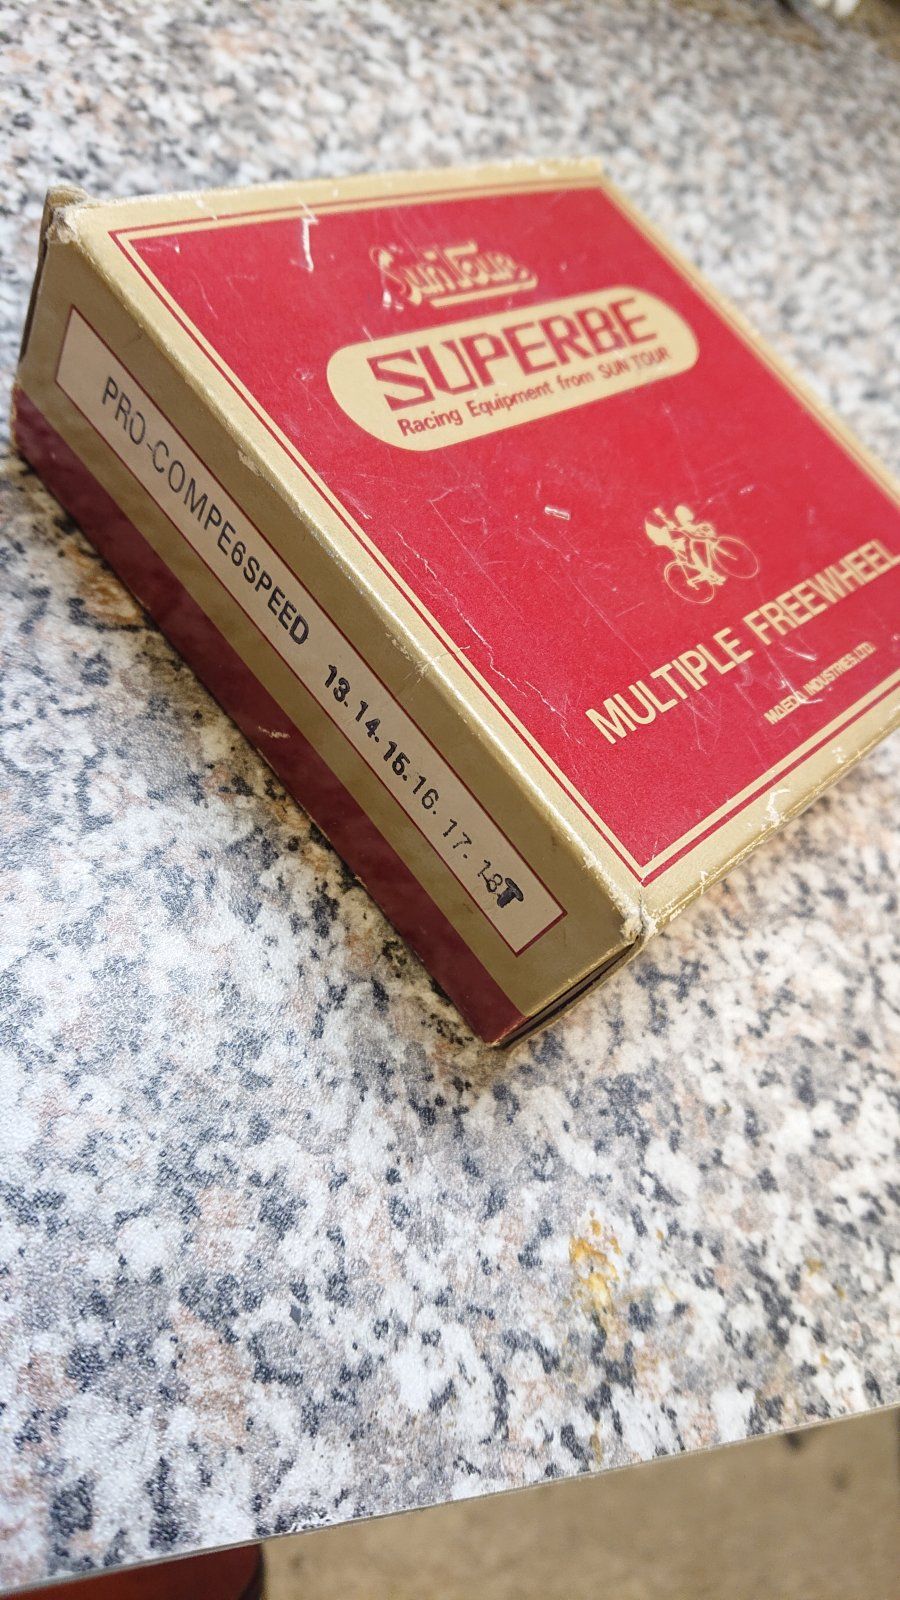 SunTour
SUPERBE
Racing Equipment from SUN TOUR
MULTIPLE FREEWHEEL
MAEDA INDUSTRIES, LTD.
PRO-COMPE6SPEED 13.14.15.16.17.18T